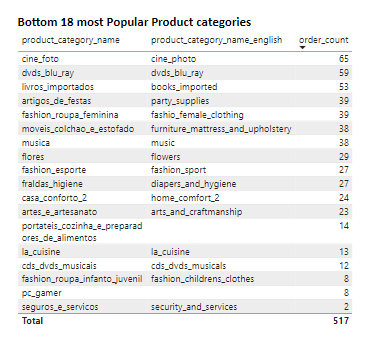 Bottom 18 most Popular Product categories
product_category_name product_category_name_english order_count
cine_foto cine_photo 65
dvds_blu_ray dvds_blu_ray 59
livros_importados books_imported 53
artigos_de_festas party_supplies 39
fashion_roupa_feminina fashio_female_clothing 39
moveis_colchao_e_estofado furniture_mattress_and_upholstery 38
musica music 38
flores flowers 29
fashion_esporte fashion_sport 27
fraldas_higiene diapers_and_hygiene 27
casa_conforto_2 home_comfort_2 24
artes_e_artesanato arts_and_craftmanship 23
portateis_cozinha_e_preparad 14
ores_de_alimentos
la_cuisine la_cuisine 13
cds_dvds_musicais cds_dvds_musicals 12
fashion_roupa_infanto_juvenil fashion_childrens_clothes 8
pc_gamer 8
seguros_e_servicos security_and_services 2
Total 517